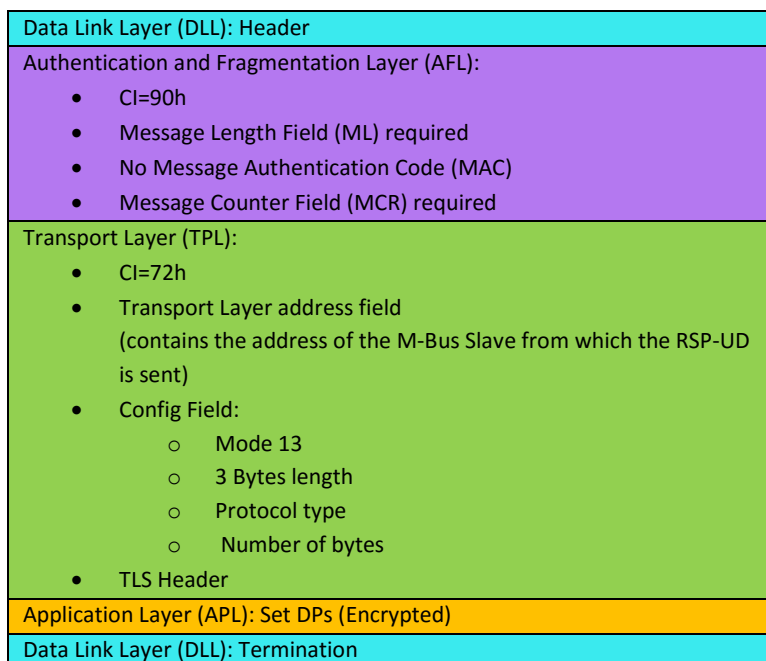 Data Link Layer (DLL): Header
Authentication and Fragmentation Layer (AFL):
• CI=90h
• Message Length Field (ML) required
• No Message Authentication Code (MAC)
• Message Counter Field (MCR) required
Transport Layer (TPL):
• CI=72h
• Transport Layer address field
(contains the address of the M-Bus Slave from which the RSP-UD
is sent)
• Config Field:
o Mode 13
o 3 Bytes length
o Protocol type
o Number of bytes
• TLS Header
Application Layer (APL): Set DPs (Encrypted)
Data Link Layer (DLL): Termination